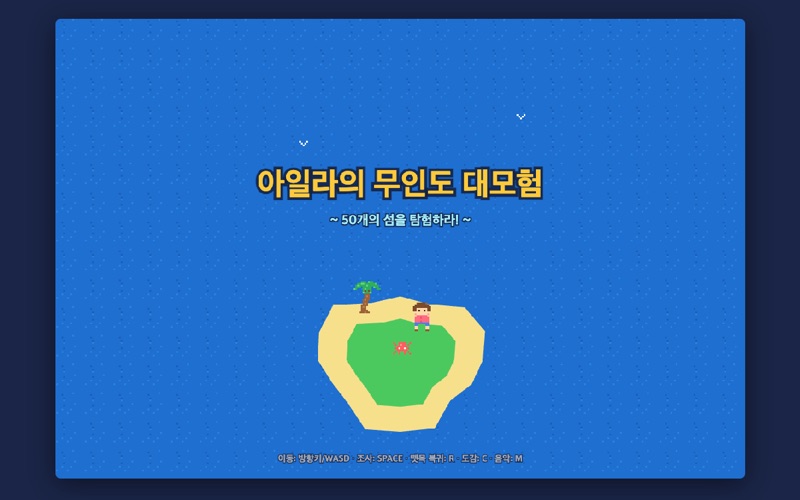 아일라의 무인도 대모험
~ 50개의 섬을 탐험하라! ~
이동: 방향키/WASD · 조사: SPACE · 뗏목 복귀: R · 도감: C · 음악: M